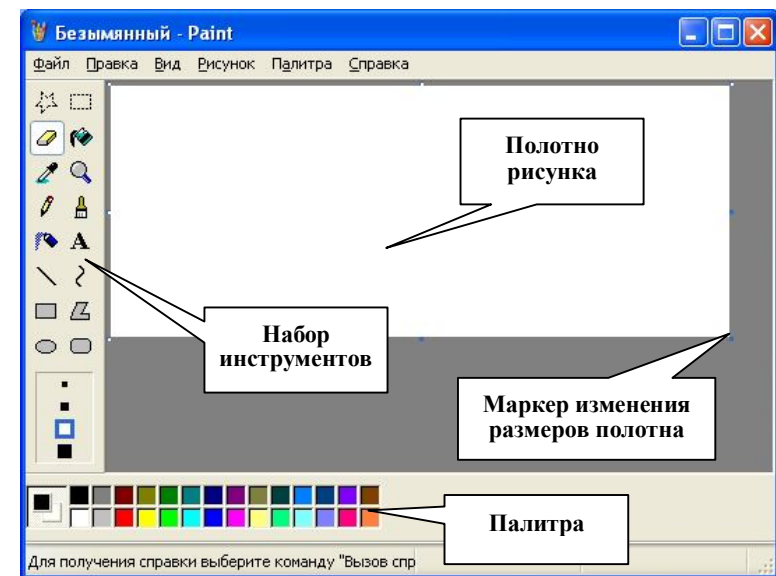 Безымянный - Paint
Файл Правка Вид Рисунок Палитра Справка
Полотно
рисунка
A
Набор
инструментов
Маркер изменения
размеров полотна
Палитра
Для получения справки выберите команду "Вызов спр